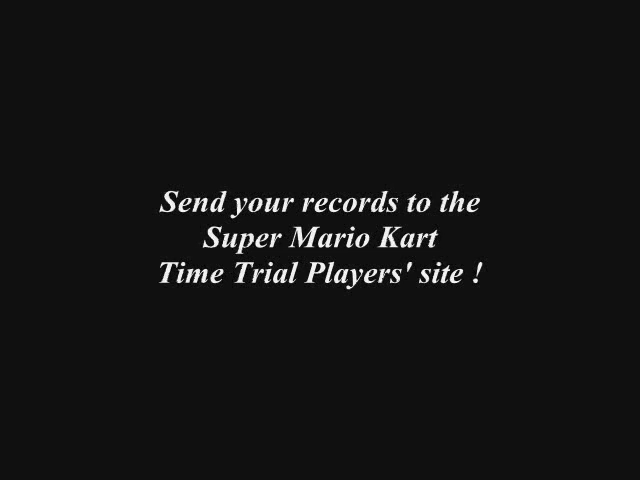 Send your records to the
Super Mario Kart
Time Trial Players' site !